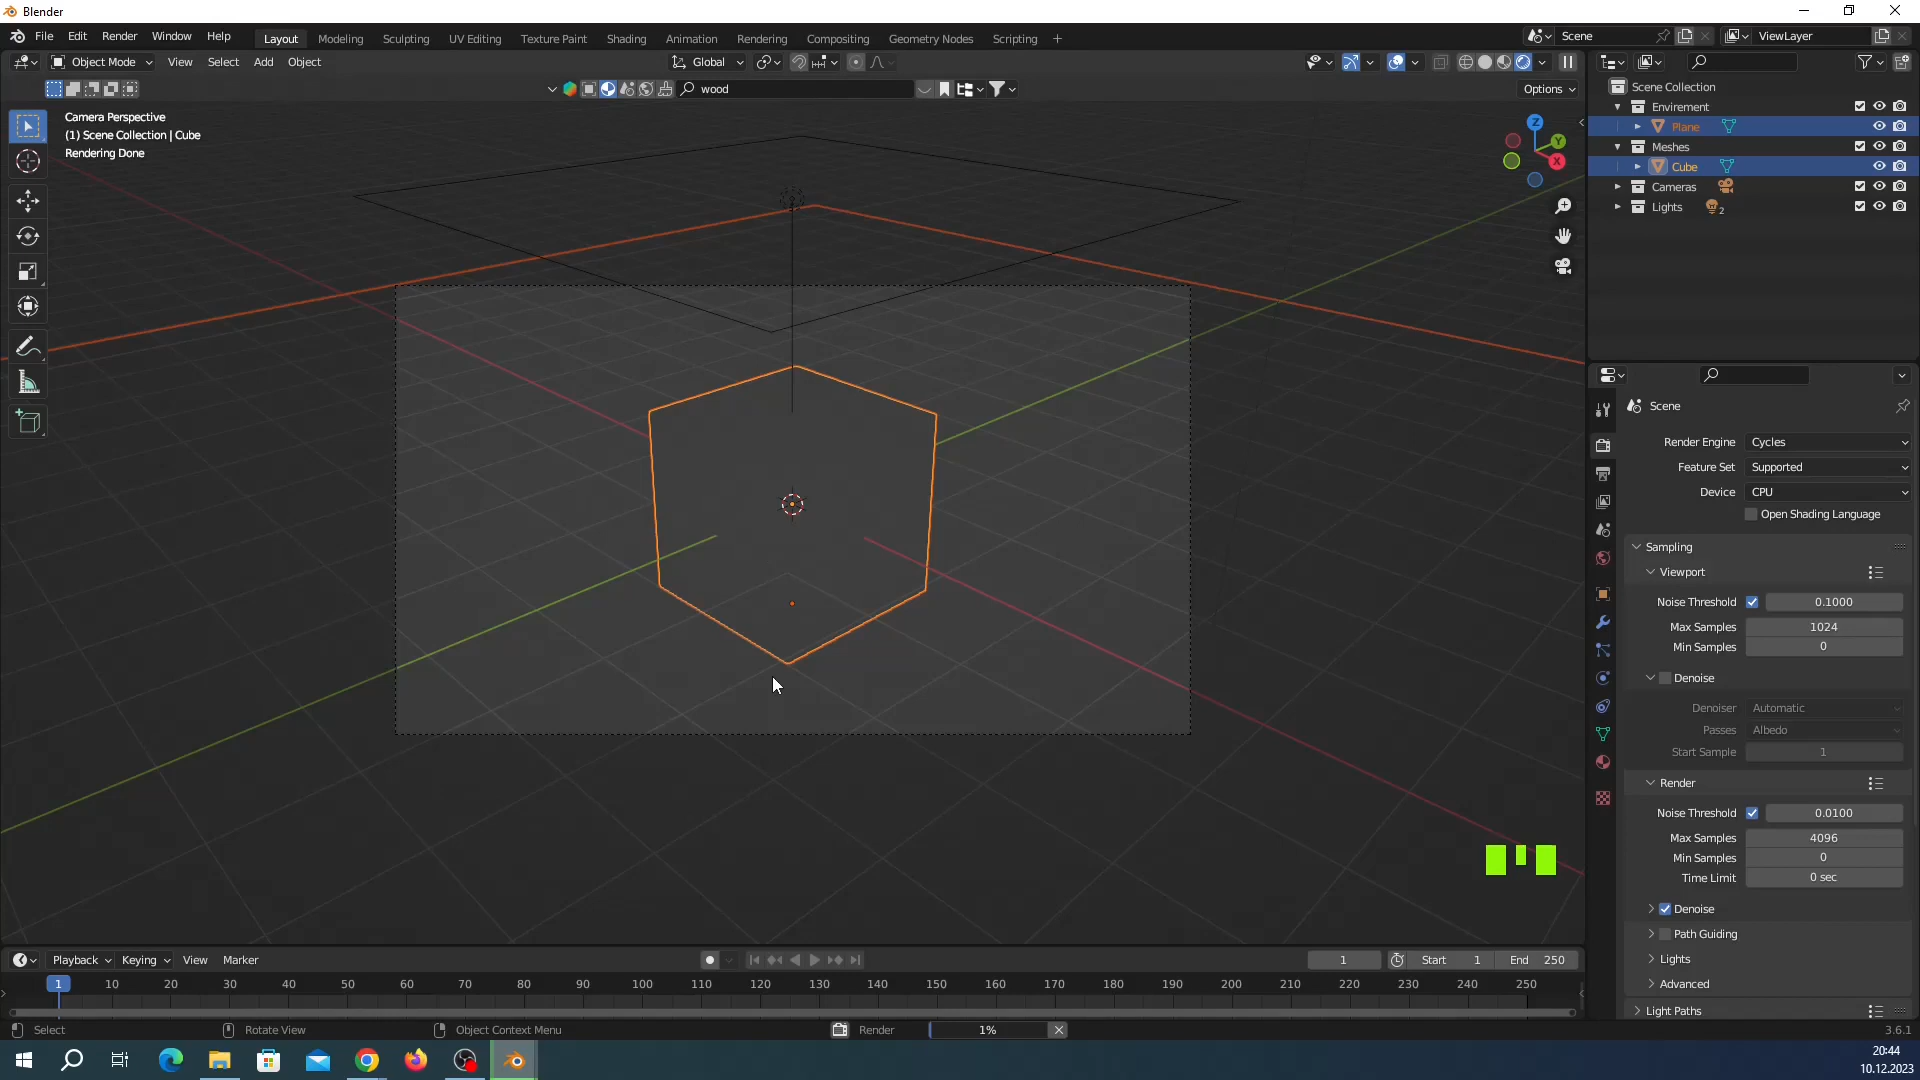 Blender
File Edit Render Window Help
Layout Modeling Sculpting UV Editing Texture Paint Shading Animation Rendering Compositing Geometry Nodes Scripting +
Scene
ViewLayer
Object Mode View Select Add Object
Global
wood
Options
Camera Perspective
(1) Scene Collection | Cube
Rendering Done
Z
Y
X
Scene Collection
Envirement
Plane
Meshes
Cube
Cameras
Lights 2
Scene
Render Engine Cycles
Feature Set Supported
Device CPU
Open Shading Language
Sampling
Viewport
Noise Threshold 0.1000
Max Samples 1024
Min Samples 0
Denoise
Denoiser Automatic
Passes Albedo
Start Sample 1
Render
Noise Threshold 0.0100
Max Samples 4096
Min Samples 0
Time Limit 0 sec
Denoise
Path Guiding
Lights
Advanced
Light Paths
Playback Keying View Marker
1 Start 1 End 250
1 10 20 30 40 50 60 70 80 90 100 110 120 130 140 150 160 170 180 190 200 210 220 230 240 250
Select Rotate View Object Context Menu Render 1% 3.6.1
20:44
10.12.2023